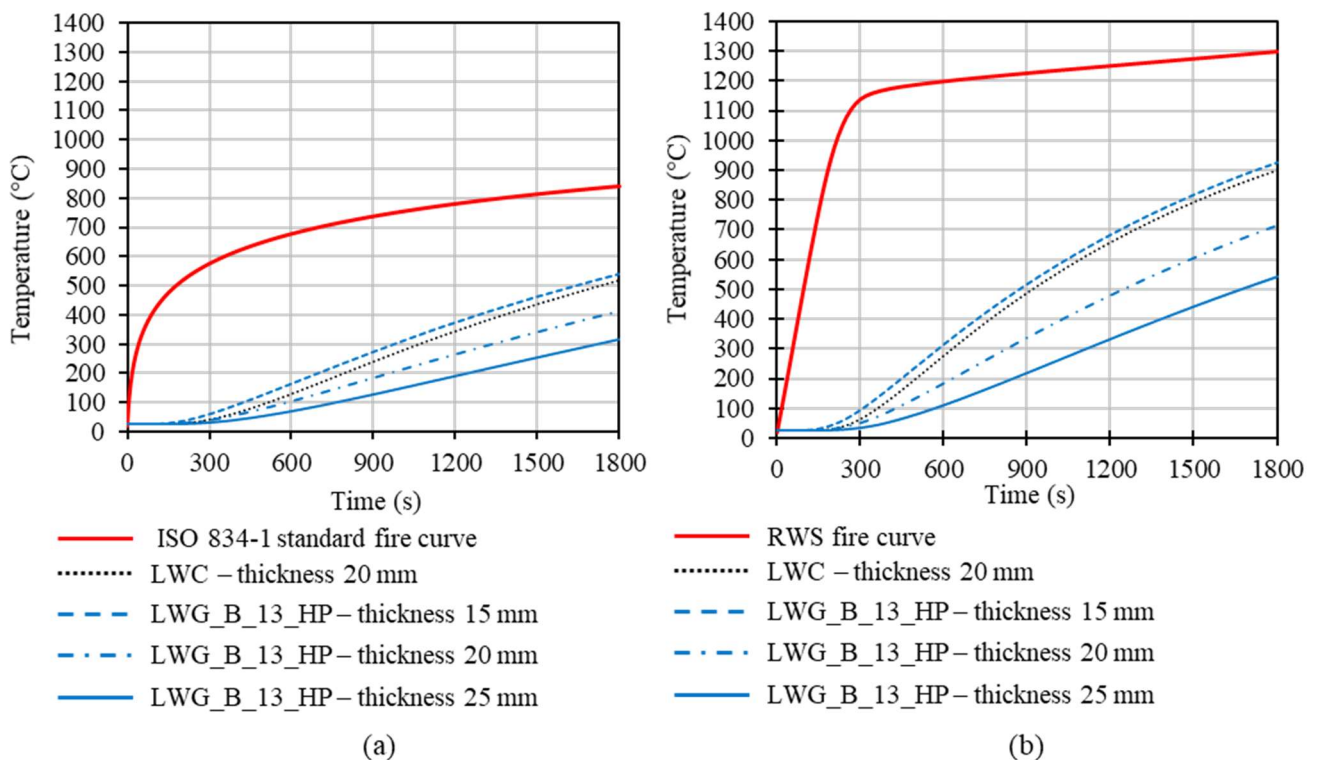 1400
1300
1200
1100
1000
900
800
700
600
500
400
300
200
100
0
Temperature (°C)
0 300 600 900 1200 1500 1800
Time (s)
ISO 834-1 standard fire curve
LWC – thickness 20 mm
LWG_B_13_HP – thickness 15 mm
LWG_B_13_HP – thickness 20 mm
LWG_B_13_HP – thickness 25 mm
(a)
1400
1300
1200
1100
1000
900
800
700
600
500
400
300
200
100
0
Temperature (°C)
0 300 600 900 1200 1500 1800
Time (s)
RWS fire curve
LWC – thickness 20 mm
LWG_B_13_HP – thickness 15 mm
LWG_B_13_HP – thickness 20 mm
LWG_B_13_HP – thickness 25 mm
(b)